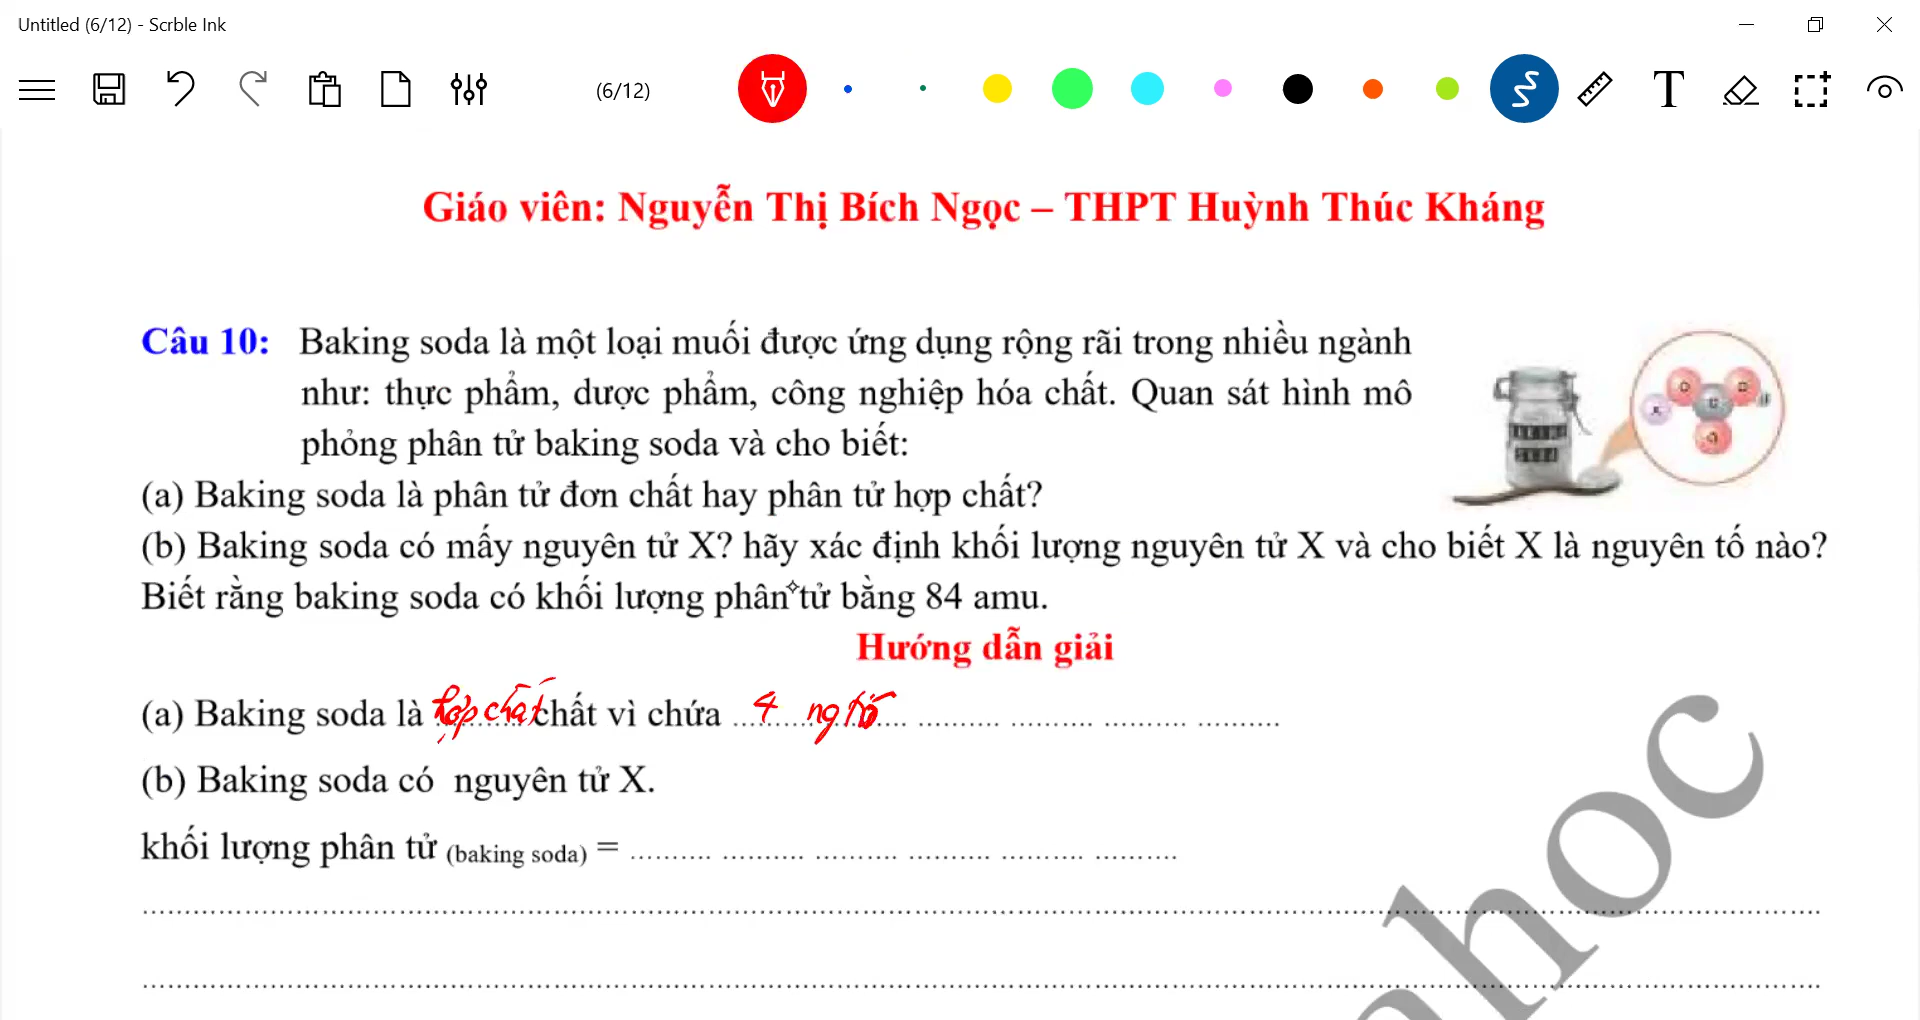 Untitled (6/12) - Scrble Ink
(6/12)
T
Giáo viên: Nguyễn Thị Bích Ngọc – THPT Huỳnh Thúc Kháng
Câu 10: Baking soda là một loại muối được ứng dụng rộng rãi trong nhiều ngành
như: thực phẩm, dược phẩm, công nghiệp hóa chất. Quan sát hình mô
phỏng phân tử baking soda và cho biết:
(a) Baking soda là phân tử đơn chất hay phân tử hợp chất?
(b) Baking soda có mấy nguyên tử X? hãy xác định khối lượng nguyên tử X và cho biết X là nguyên tố nào?
Biết rằng baking soda có khối lượng phân tử bằng 84 amu.
Hướng dẫn giải
(a) Baking soda là hợp chất chất vì chứa 4 ng tố .......... .......... .......... ..........
(b) Baking soda có nguyên tử X.
khối lượng phân tử (baking soda) = .......... .......... .......... .......... .......... ..........
hoc